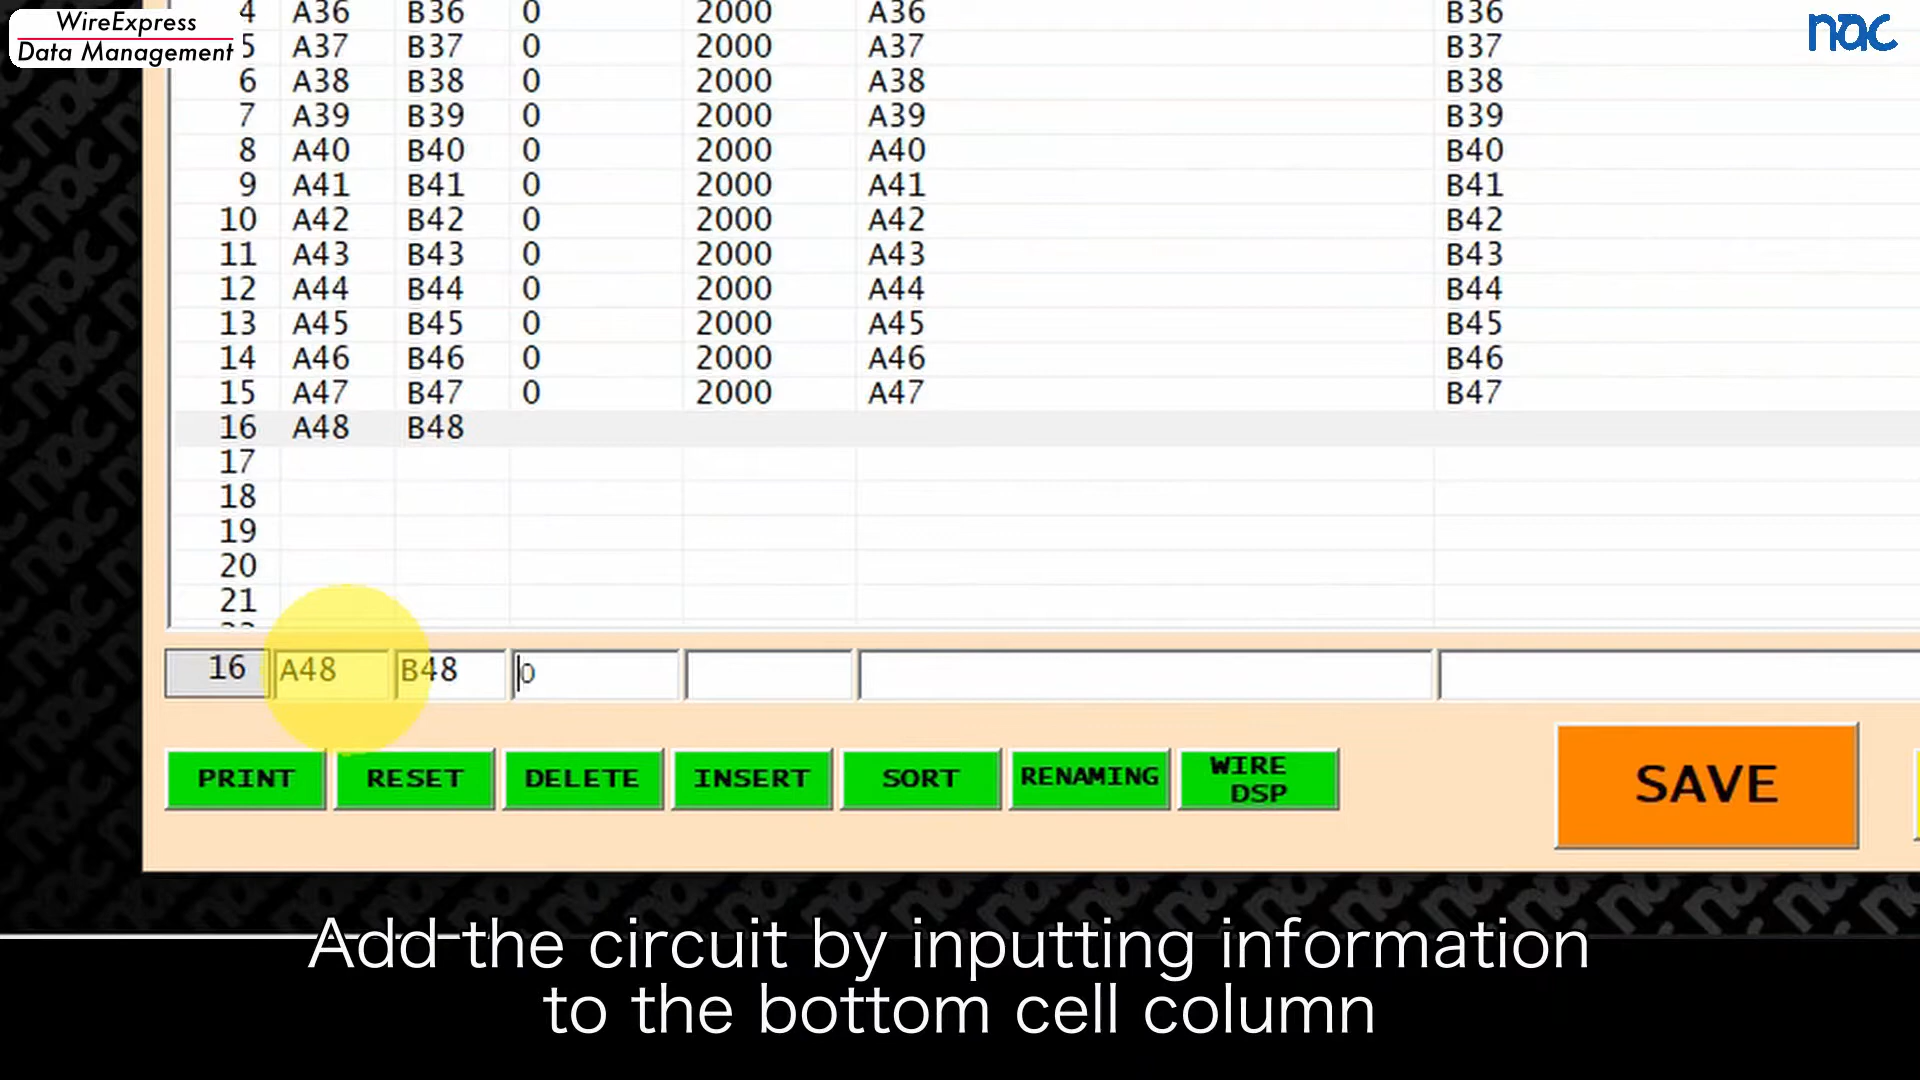 WireExpress
Data Management
nac
4 A36 B36 0 2000 A36 B36
5 A37 B37 0 2000 A37 B37
6 A38 B38 0 2000 A38 B38
7 A39 B39 0 2000 A39 B39
8 A40 B40 0 2000 A40 B40
9 A41 B41 0 2000 A41 B41
10 A42 B42 0 2000 A42 B42
11 A43 B43 0 2000 A43 B43
12 A44 B44 0 2000 A44 B44
13 A45 B45 0 2000 A45 B45
14 A46 B46 0 2000 A46 B46
15 A47 B47 0 2000 A47 B47
16 A48 B48
17
18
19
20
21
16 A48 B48 0
PRINT RESET DELETE INSERT SORT RENAMING WIRE DSP SAVE
Add the circuit by inputting information
to the bottom cell column